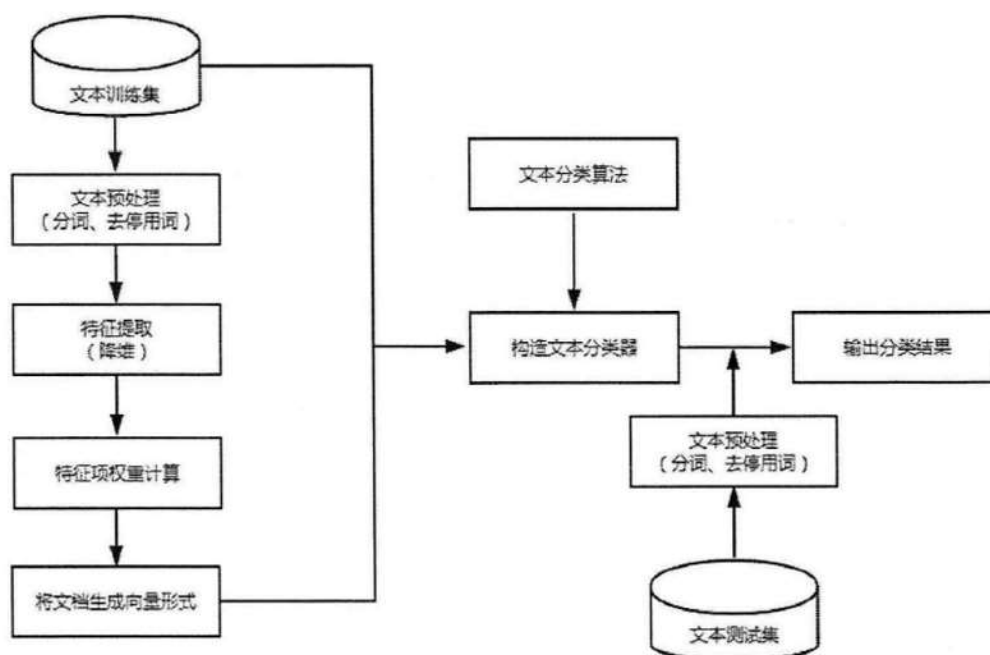 文本训练集
文本预处理
（分词、去停用词）
特征提取
（降维）
特征项权重计算
将文档生成向量形式
文本分类算法
构造文本分类器
输出分类结果
文本预处理
（分词、去停用词）
文本测试集